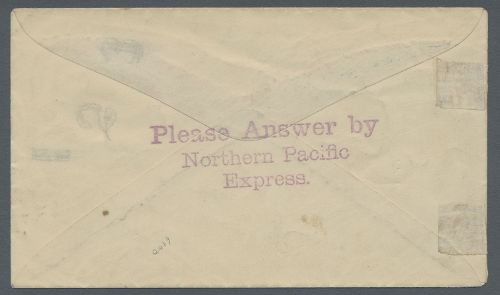 Please Answer by
Northern Pacific
Express.